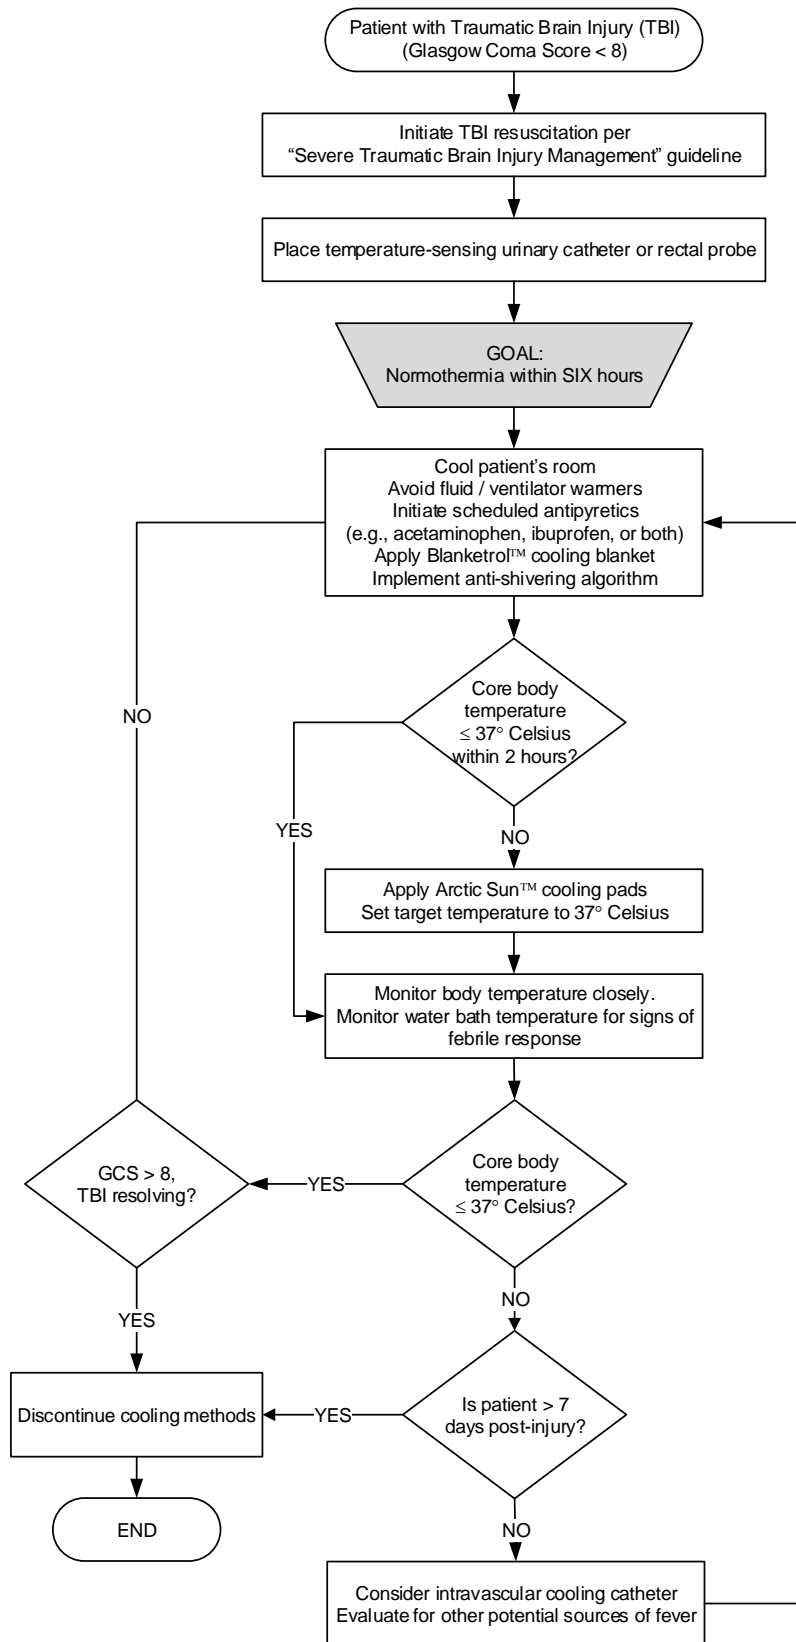 Patient with Traumatic Brain Injury (TBI)
(Glasgow Coma Score < 8)
Initiate TBI resuscitation per
“Severe Traumatic Brain Injury Management” guideline
Place temperature-sensing urinary catheter or rectal probe
GOAL:
Normothermia within SIX hours
Cool patient’s room
Avoid fluid / ventilator warmers
Initiate scheduled antipyretics
(e.g., acetaminophen, ibuprofen, or both)
Apply Blanketrol™ cooling blanket
Implement anti-shivering algorithm
NO
Core body
temperature
≤ 37° Celsius
within 2 hours?
YES
NO
Apply Arctic Sun™ cooling pads
Set target temperature to 37° Celsius
Monitor body temperature closely.
Monitor water bath temperature for signs of
febrile response
GCS > 8,
TBI resolving?
YES
Core body
temperature
≤ 37° Celsius?
YES
NO
Discontinue cooling methods
YES
Is patient > 7
days post-injury?
END
NO
Consider intravascular cooling catheter
Evaluate for other potential sources of fever